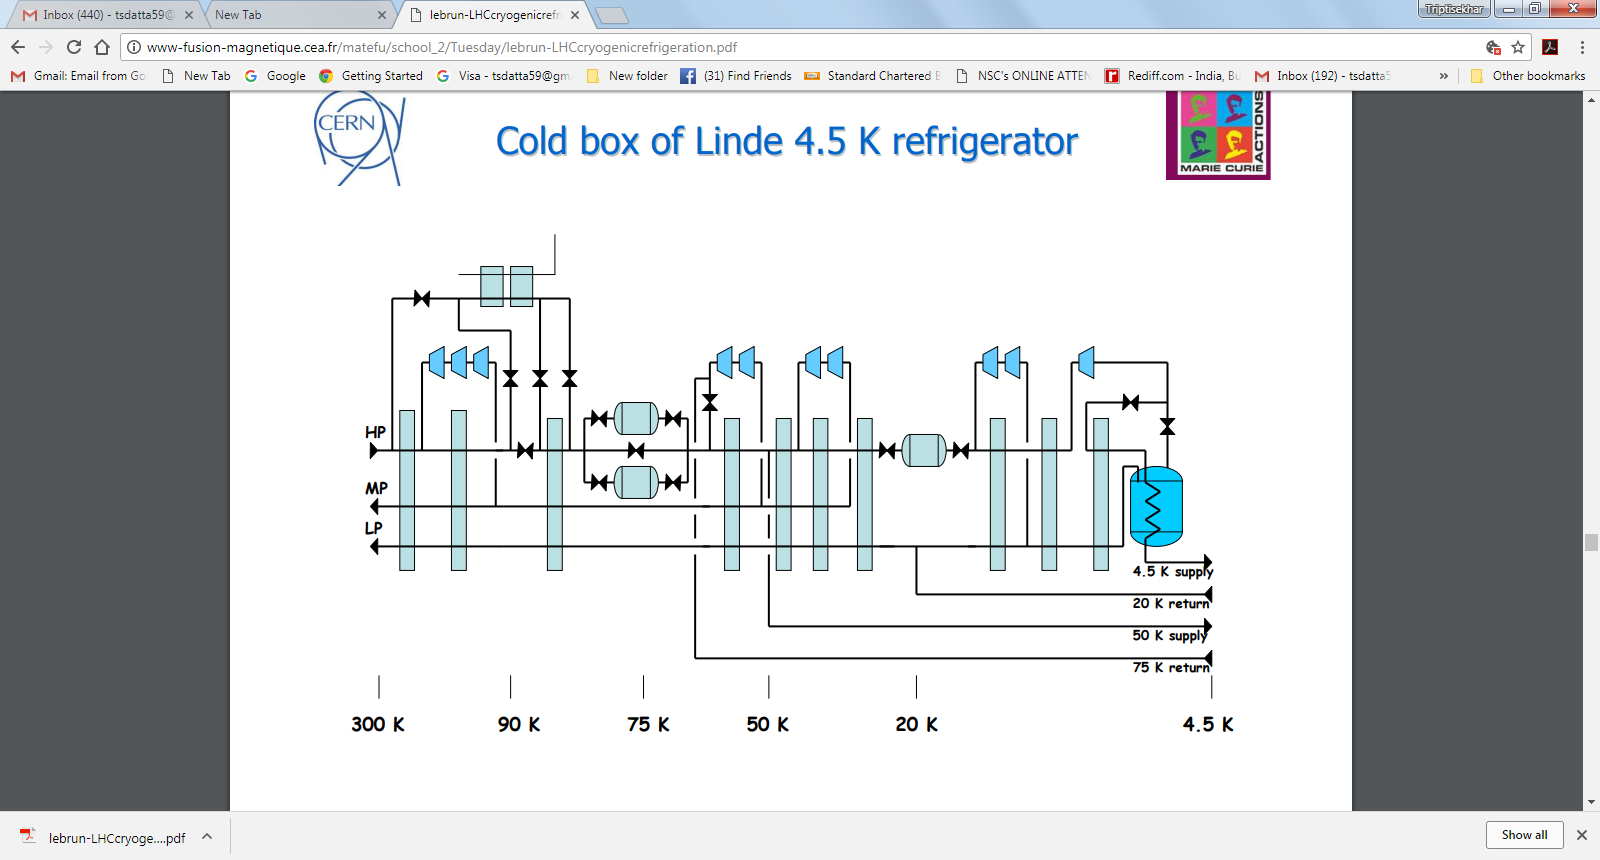 Inbox (440) - tsdatta59@
New Tab
lebrun-LHCcryogenicrefri
Triptisekhar
www-fusion-magnetique.cea.fr/matefu/school_2/Tuesday/lebrun-LHCcryogenicrefrigeration.pdf
Gmail: Email from Go
New Tab
Google
Getting Started
Visa - tsdatta59@gm
New folder
(31) Find Friends
Standard Chartered B
NSC's ONLINE ATTEN
Rediff.com - India, Bu
Inbox (192) - tsdatta5
»
Other bookmarks
CERN
Cold box of Linde 4.5 K refrigerator
MARIE CURIE
ACTIONS
HP
MP
LP
4.5 K supply
20 K return
50 K supply
75 K return
300 K
90 K
75 K
50 K
20 K
4.5 K
lebrun-LHCcryoge....pdf
Show all